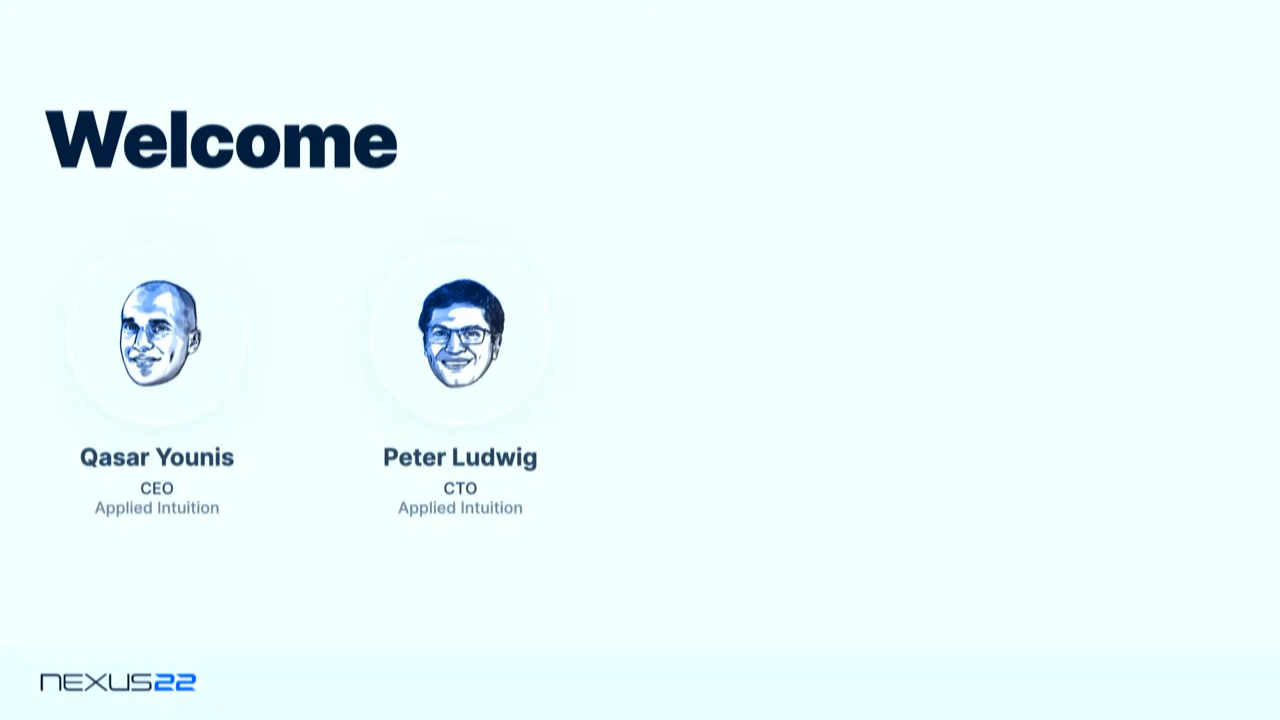 Welcome
Qasar Younis
CEO
Applied Intuition
Peter Ludwig
CTO
Applied Intuition
NEXUS22